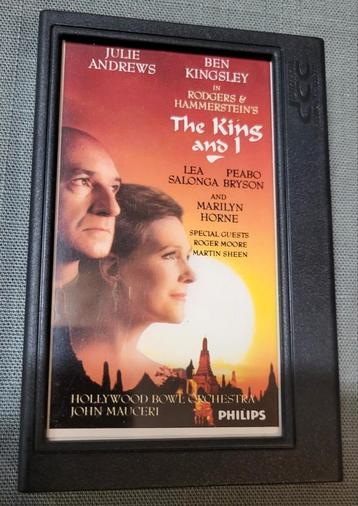 JULIE
ANDREWS
BEN
KINGSLEY
IN
RODGERS &
HAMMERSTEIN'S
The King
and I
LEA PEABO
SALONGA BRYSON
AND
MARILYN
HORNE
SPECIAL GUESTS
ROGER MOORE
MARTIN SHEEN
HOLLYWOOD BOWL ORCHESTRA
JOHN MAUCERI
PHILIPS